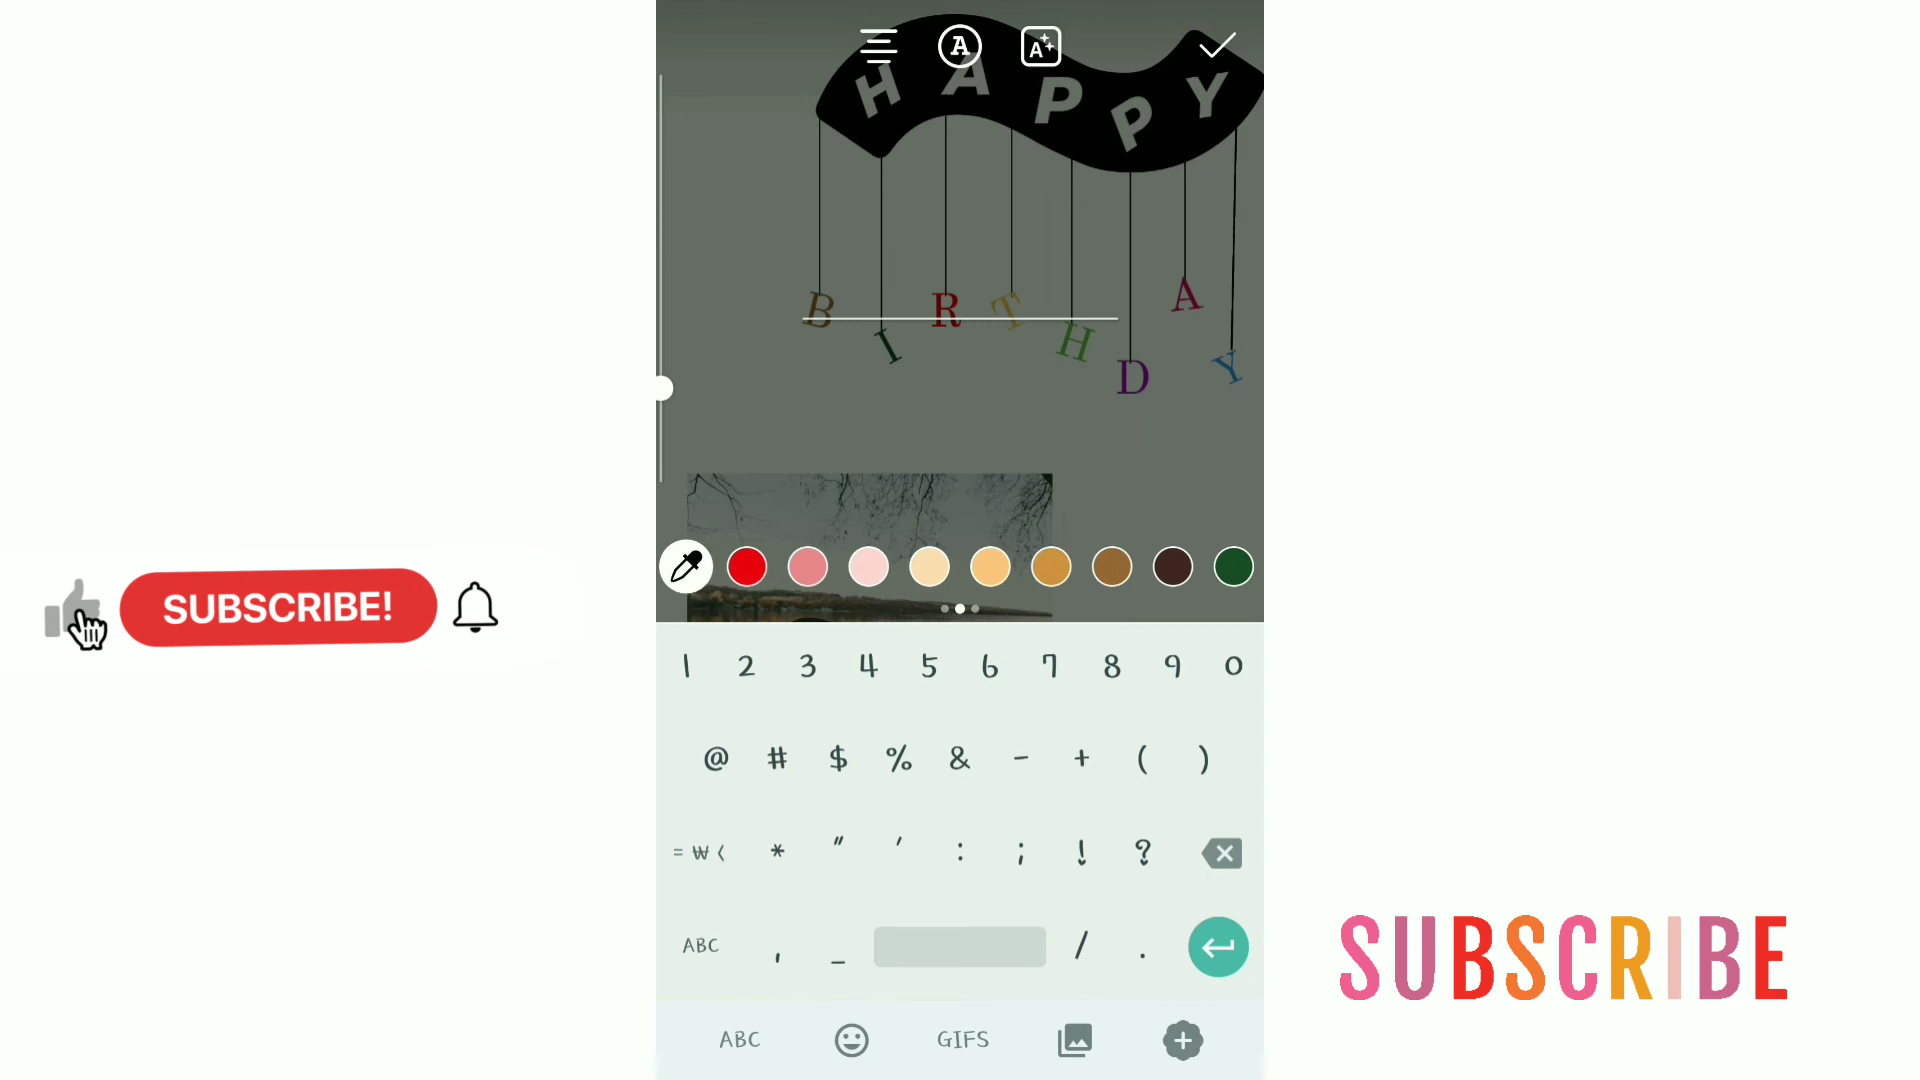 A A
HAPPY
BIRTHDAY
SUBSCRIBE!
1 2 3 4 5 6 7 8 9 0
@ # $ % & - + ( )
= ₩ < * " ' : ; ! ?
ABC , _ / .
ABC GIFS
SUBSCRIBE